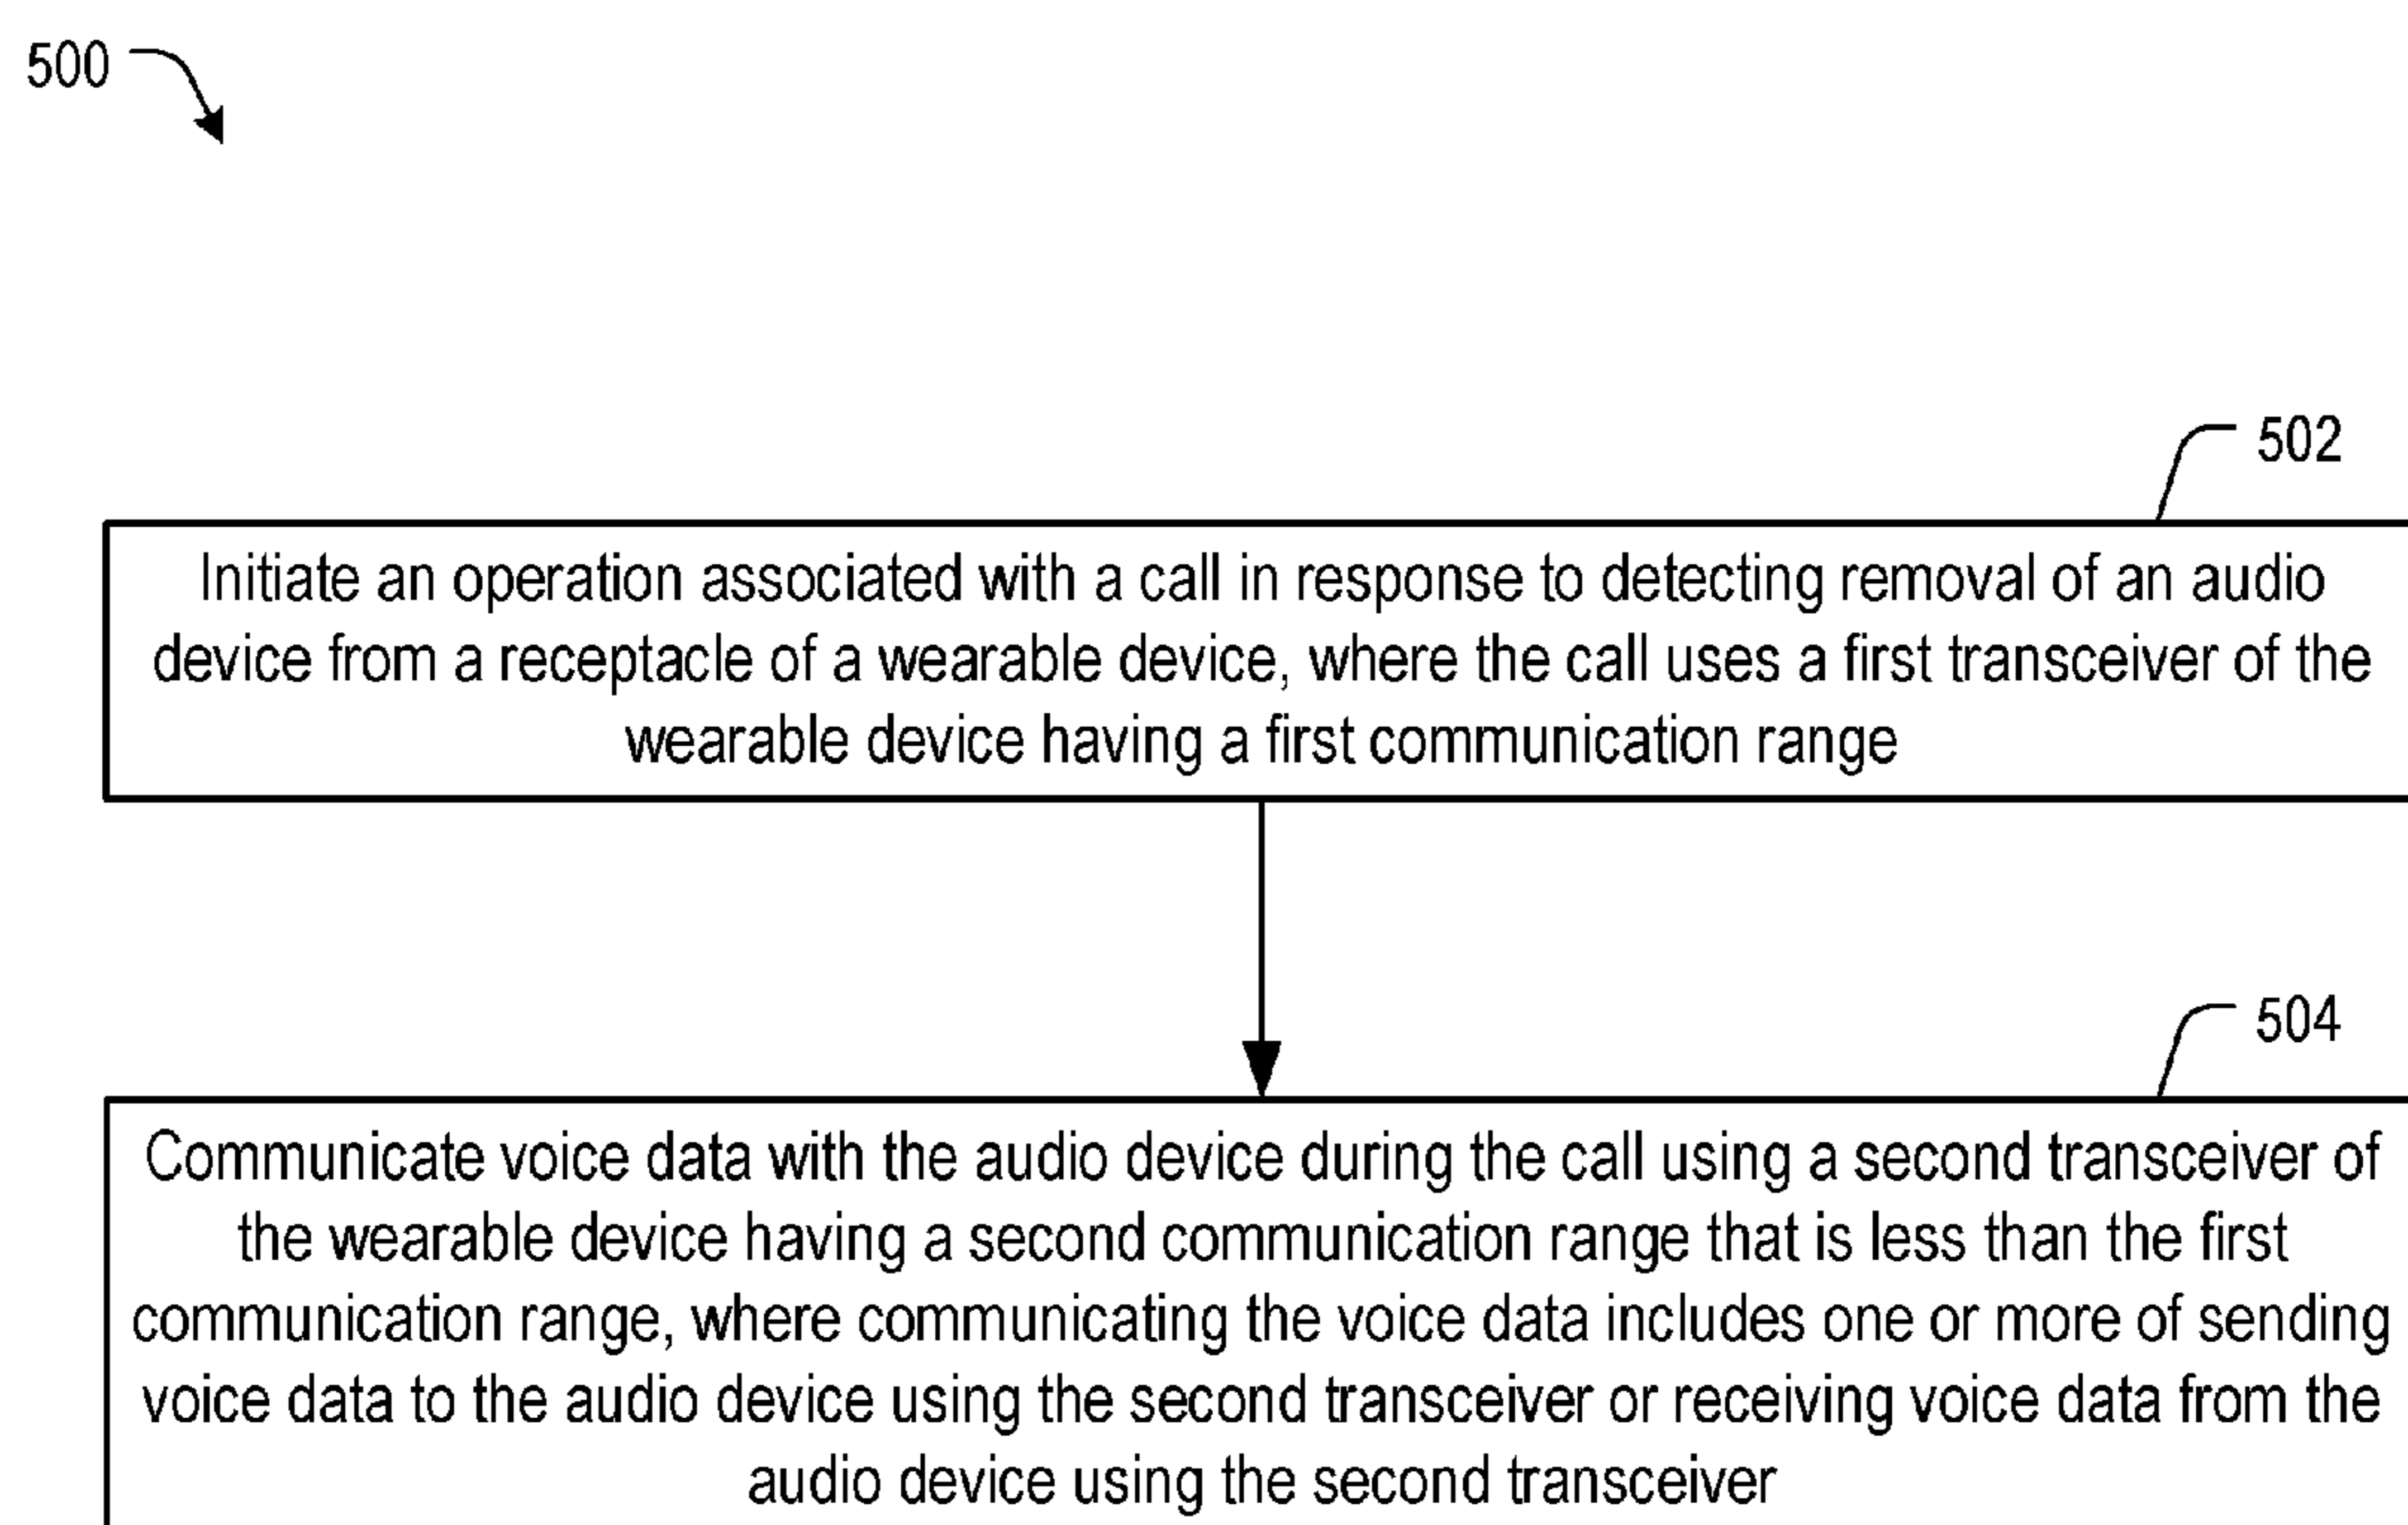 500
502
Initiate an operation associated with a call in response to detecting removal of an audio
device from a receptacle of a wearable device, where the call uses a first transceiver of the
wearable device having a first communication range
504
Communicate voice data with the audio device during the call using a second transceiver of
the wearable device having a second communication range that is less than the first
communication range, where communicating the voice data includes one or more of sending
voice data to the audio device using the second transceiver or receiving voice data from the
audio device using the second transceiver